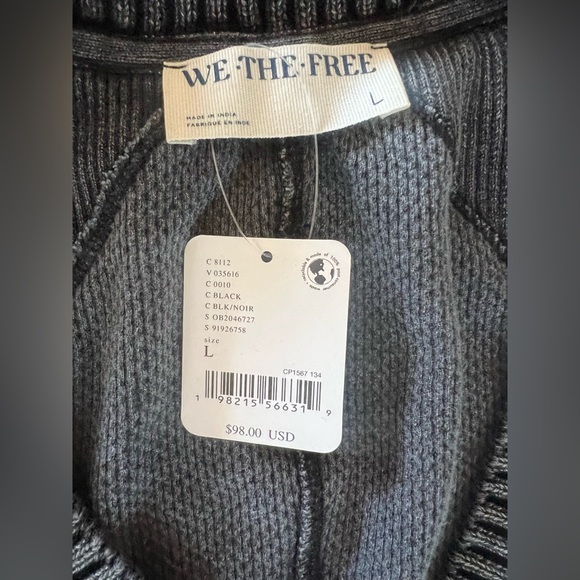 WE·THE·FREE
L
MADE IN INDIA
FABRIQUÉ EN INDE
C 8112
V 035616
C 0010
C BLACK
C BLK/NOIR
S OB2046727
S 91926758
size
L
CP1567 134
1 98215 56631 9
$98.00 USD